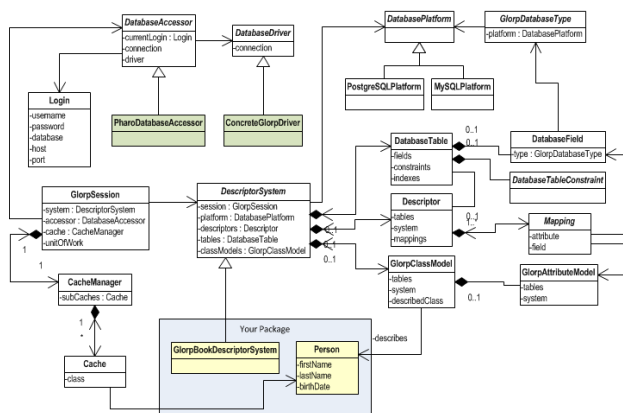 DatabaseAccessor
-currentLogin : Login
-connection
-driver
DatabaseDriver
-connection
DatabasePlatform
GlorpDatabaseType
-platform : DatabasePlatform
Login
-username
-password
-database
-host
-port
PharoDatabaseAccessor
ConcreteGlorpDriver
PostgreSQLPlatform
MySQLPlatform
DatabaseTable
-fields
-constraints
-indexes
0..1
0..1
DatabaseField
-type : GlorpDatabaseType
DatabaseTableConstraint
GlorpSession
-system : DescriptorSystem
-accessor : DatabaseAccessor
-cache : CacheManager
-unitOfWork
1
1
DescriptorSystem
-session : GlorpSession
-platform : DatabasePlatform
-descriptors : Descriptor
-tables : DatabaseTable
-classModels : GlorpClassModel
0..1
0..1
Descriptor
-tables
-system
-mappings
0..1
1..*
Mapping
-attribute
-field
CacheManager
-subCaches : Cache
1
*
GlorpClassModel
-tables
-system
-describedClass
0..1
GlorpAttributeModel
-tables
-system
-describes
Your Package
GlorpBookDescriptorSystem
Person
-firstName
-lastName
-birthDate
Cache
-class